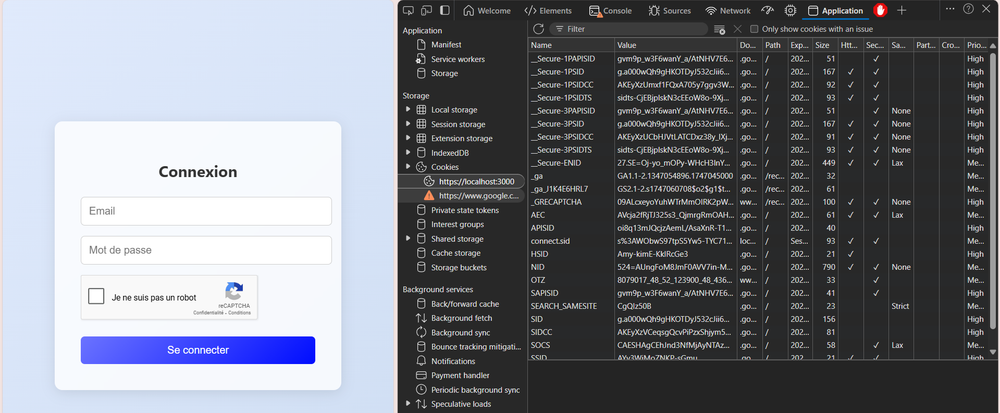 Connexion
Email
Mot de passe
Je ne suis pas un robot
reCAPTCHA
Confidentialité - Conditions
Se connecter
Welcome Elements Console Sources Network Application
Filter Only show cookies with an issue
Application
Manifest
Service workers
Storage
Storage
Local storage
Session storage
Extension storage
IndexedDB
Cookies
https://localhost:3000
https://www.google.c...
Private state tokens
Interest groups
Shared storage
Cache storage
Storage buckets
Background services
Back/forward cache
Background fetch
Background sync
Bounce tracking mitigati...
Notifications
Payment handler
Periodic background sync
Speculative loads
Name Value Do... Path Exp... Size Htt... Sec... Sa... Part... Cro... Prio...
__Secure-1PAPISID gvm9p_w3F6wanY_a/AtNHV7E6... .go... / 202... 51 ✓ High
__Secure-1PSID g.a000wQh9gHKOTDyJ532cJii6... .go... / 202... 167 ✓ ✓ High
__Secure-1PSIDCC AKEyXzUmxf1FQxA705y7ggv3W... .go... / 202... 92 ✓ ✓ High
__Secure-1PSIDTS sidts-CjEBjplskN3cEEoW8o-9Xj... .go... / 202... 93 ✓ ✓ High
__Secure-3PAPISID gvm9p_w3F6wanY_a/AtNHV7E6... .go... / 202... 51 ✓ None High
__Secure-3PSID g.a000wQh9gHKOTDyJ532cJii6... .go... / 202... 167 ✓ ✓ None High
__Secure-3PSIDCC AKEyXzUCbHJVtLATCDxz38y_lXj... .go... / 202... 91 ✓ ✓ None High
__Secure-3PSIDTS sidts-CjEBjplskN3cEEoW8o-9Xj... .go... / 202... 93 ✓ ✓ None High
__Secure-ENID 27.SE=Oj-yo_mOPy-WHcH3InY... .go... / 202... 449 ✓ ✓ Lax Me...
_ga GA1.1-2.1347054896.1747045000 .go... /rec... 202... 32 Me...
_ga_J1K4E6HRL7 GS2.1-2.s1747060708$o2$g1$t... .go... /rec... 202... 61 Me...
_GRECAPTCHA 09ALcxeyoYuhWTrMmOIRK2pW... ww... /rec... 202... 100 ✓ ✓ None High
AEC AVcja2fRjTJ325s3_QjmrgRmOAH... .go... / 202... 61 ✓ ✓ Lax Me...
APISID oi8q13mJQcjzAemL/AsaXnR-T1... .go... / 202... 40 High
connect.sid s%3AWObwS97tpS5Yw5-TYC71... loc... / Ses... 93 ✓ ✓ Me...
HSID Amy-kimE-KklRcGe3 .go... / 202... 21 ✓ High
NID 524=AUngFoM8JmF0AVV7in-M... .go... / 202... 790 ✓ ✓ None Me...
OTZ 8079017_48_52_123900_48_436... ww... / 202... 33 ✓ Me...
SAPISID gvm9p_w3F6wanY_a/AtNHV7E6... .go... / 202... 41 ✓ High
SEARCH_SAMESITE CgQIz50B .go... / 202... 23 Strict Me...
SID g.a000wQh9gHKOTDyJ532cJii6... .go... / 202... 156 High
SIDCC AKEyXzVCeqsgQcvPiPzxShjym5... .go... / 202... 81 High
SOCS CAESHAgCEhJnd3NfMjAyNTAz... .go... / 202... 58 ✓ Lax Me...
SSID AYv3WiMoZNKP-sGmu .go / 202 21 ✓ ✓ High